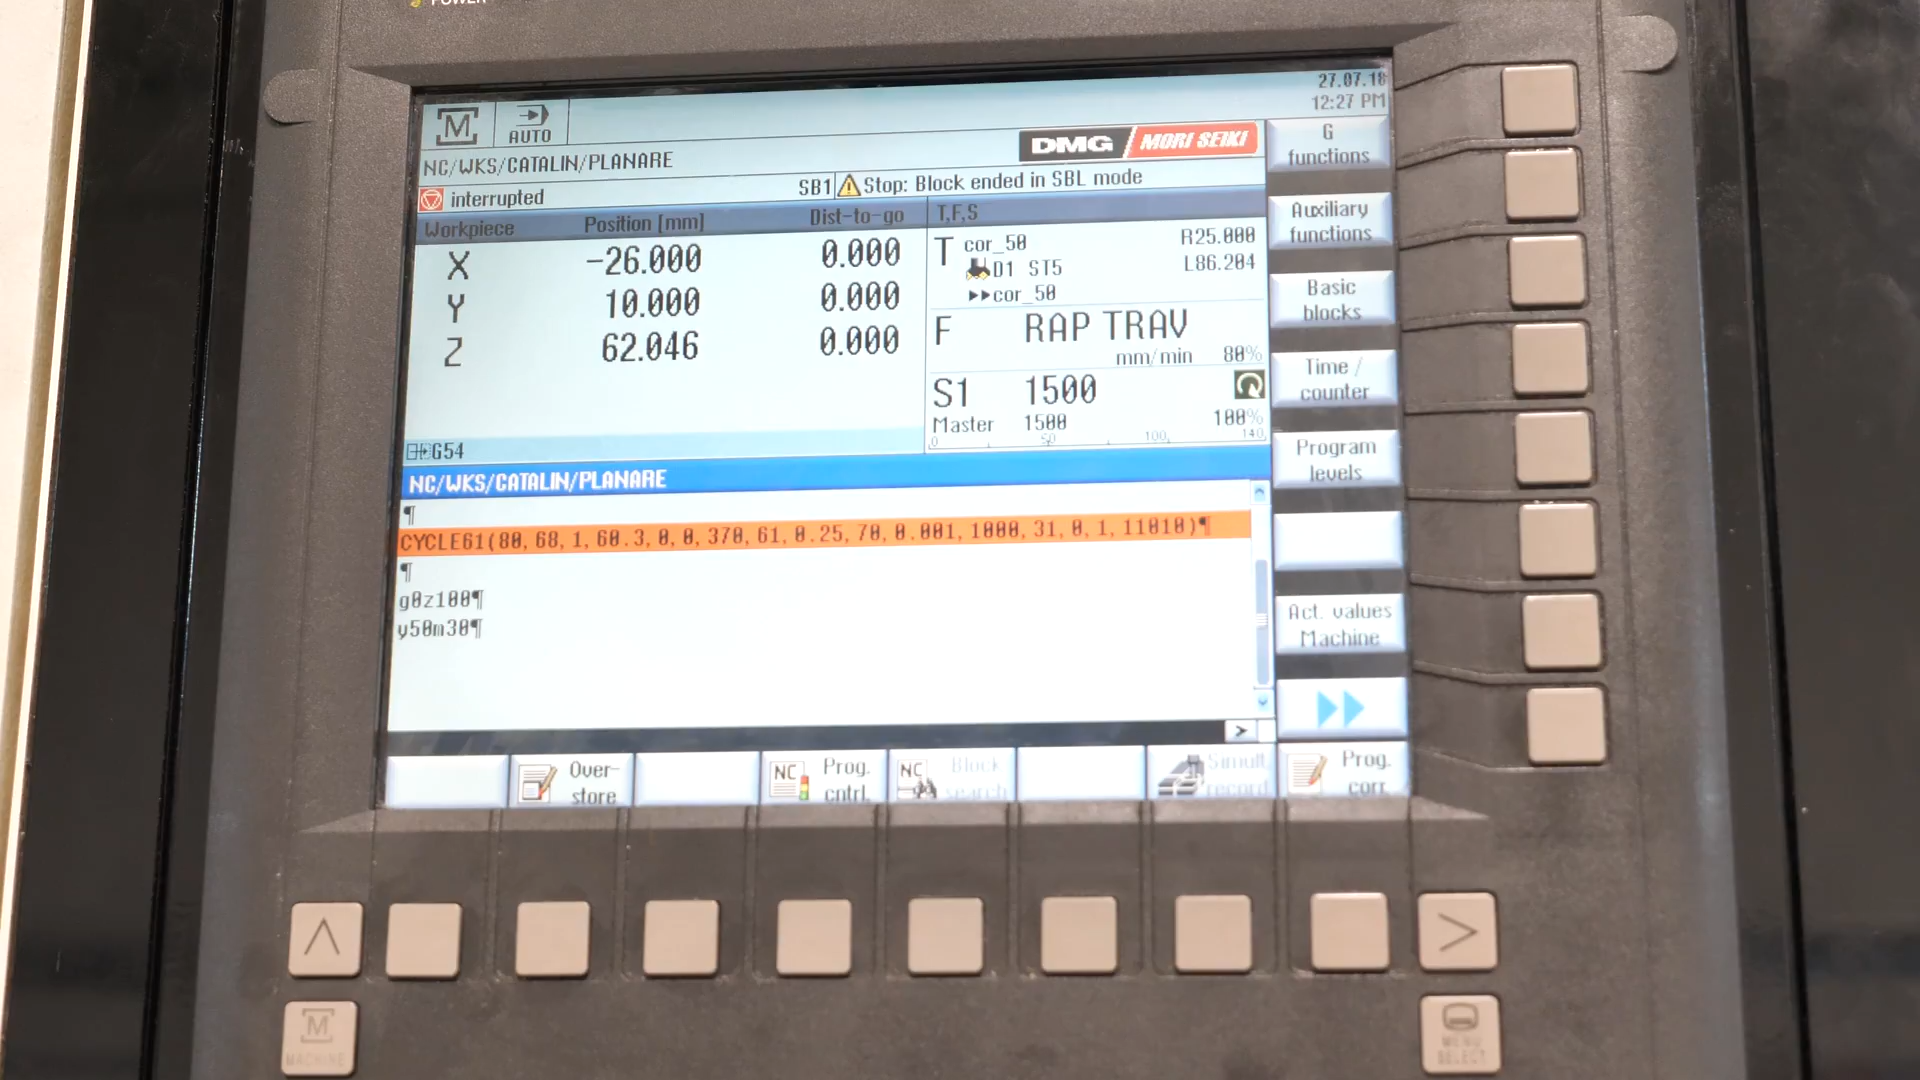 POWER
27.07.18
12:27 PM
M
AUTO
DMG MORI SEIKI
NC/WKS/CATALIN/PLANARE
interrupted
SB1 Stop: Block ended in SBL mode
Workpiece Position [mm] Dist-to-go
X -26.000 0.000
Y 10.000 0.000
Z 62.046 0.000
G54
T,F,S
T cor_50 R25.000
D1 ST5 L86.204
▶▶cor_50
F RAP TRAV
mm/min 80%
S1 1500
Master 1500 100%
0 50 100 140
NC/WKS/CATALIN/PLANARE
¶
CYCLE61(80,68,1,60.3,0,0,370,61,0.25,70,0.001,1000,31,0,1,11010)¶
¶
g0z100¶
y50m30¶
G
functions
Auxiliary
functions
Basic
blocks
Time /
counter
Program
levels
Act. values
Machine
>
Over-
store
NC Prog.
cntrl.
NC Block
search
Simult.
record
Prog.
corr.
M
MACHINE
MENU
SELECT